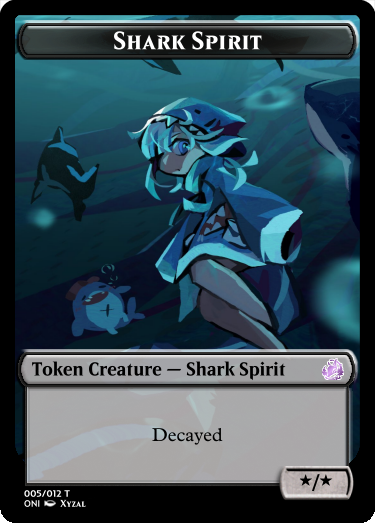 Shark Spirit
Token Creature — Shark Spirit
Decayed
★/★
005/012 T
ONI Xyzal